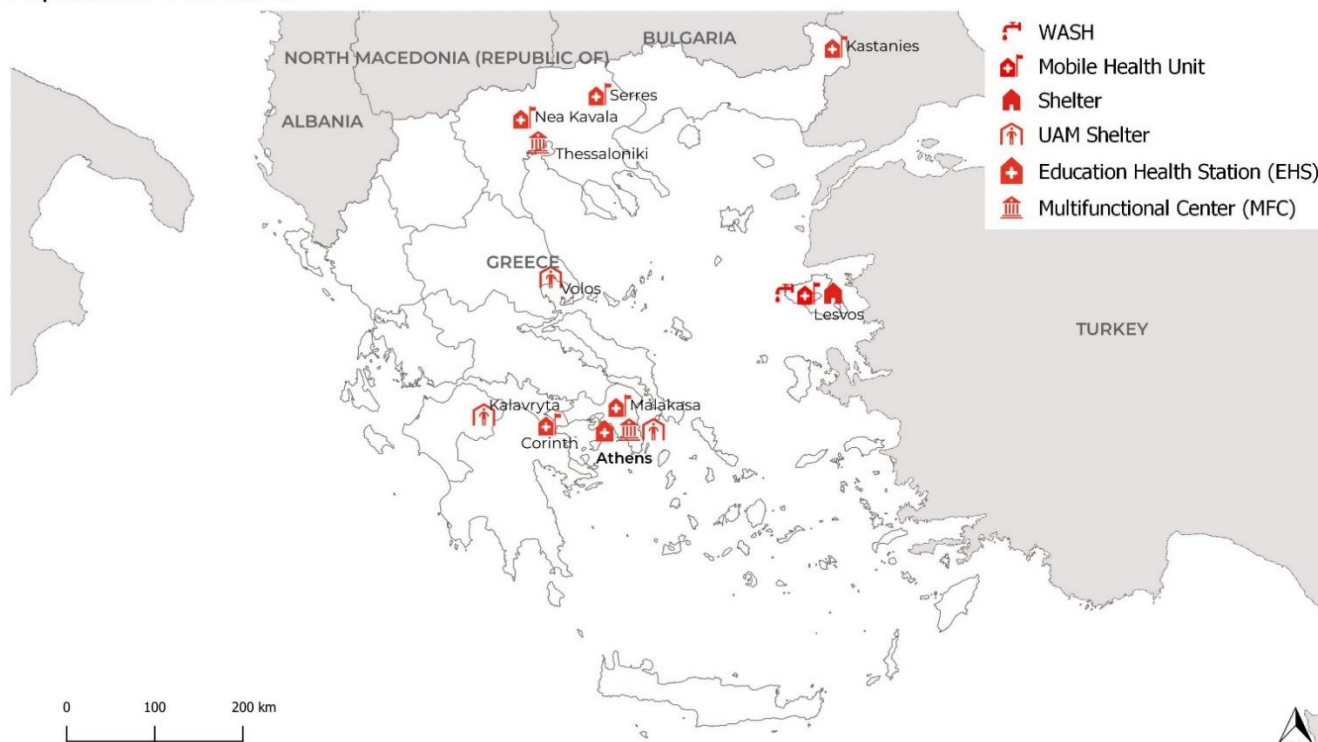 BULGARIA
Kastanies
NORTH MACEDONIA (REPUBLIC OF)
Serres
Nea Kavala
ALBANIA
Thessaloniki
GREECE
Volos
Lesvos
TURKEY
Kalavryta
Malakasa
Corinth
Athens
WASH
Mobile Health Unit
Shelter
UAM Shelter
Education Health Station (EHS)
Multifunctional Center (MFC)
0 100 200 km